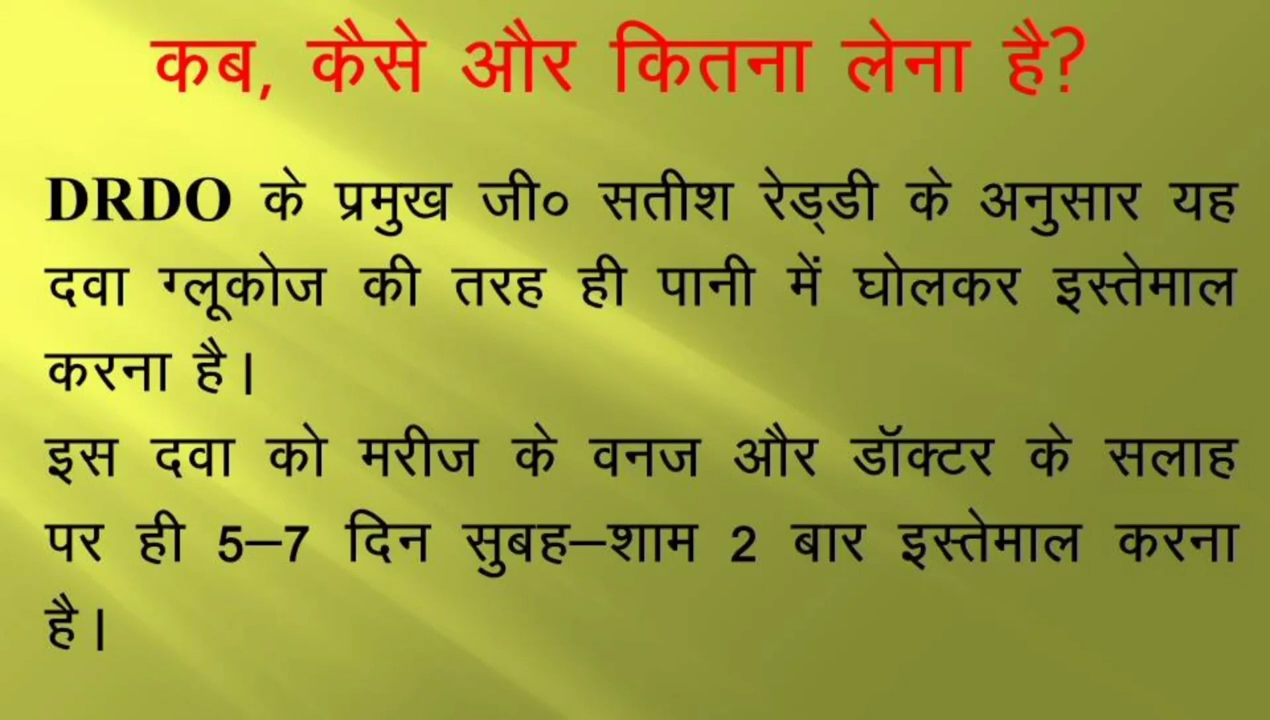 कब, कैसे और कितना लेना है?
DRDO के प्रमुख जी० सतीश रेड्डी के अनुसार यह
दवा ग्लूकोज की तरह ही पानी में घोलकर इस्तेमाल
करना है।
इस दवा को मरीज के वनज और डॉक्टर के सलाह
पर ही 5–7 दिन सुबह–शाम 2 बार इस्तेमाल करना
है।